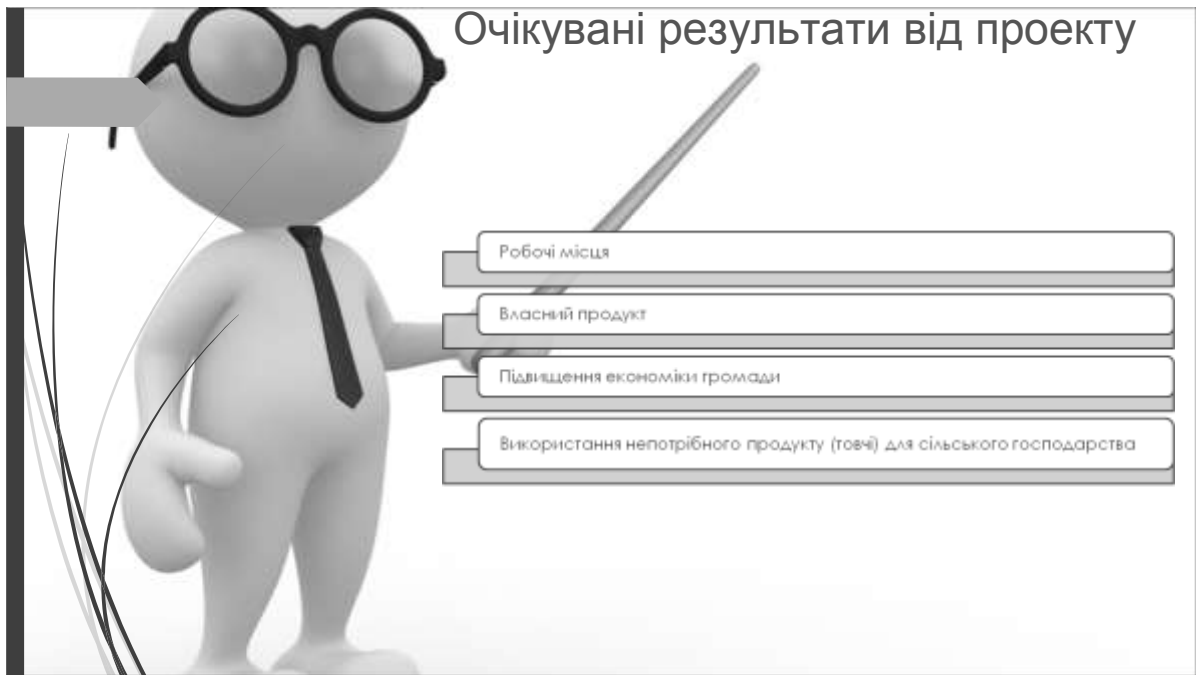 Очікувані результати від проекту
Робочі місця
Власний продукт
Підвищення економіки громади
Використання непотрібного продукту (товчі) для сільського господарства